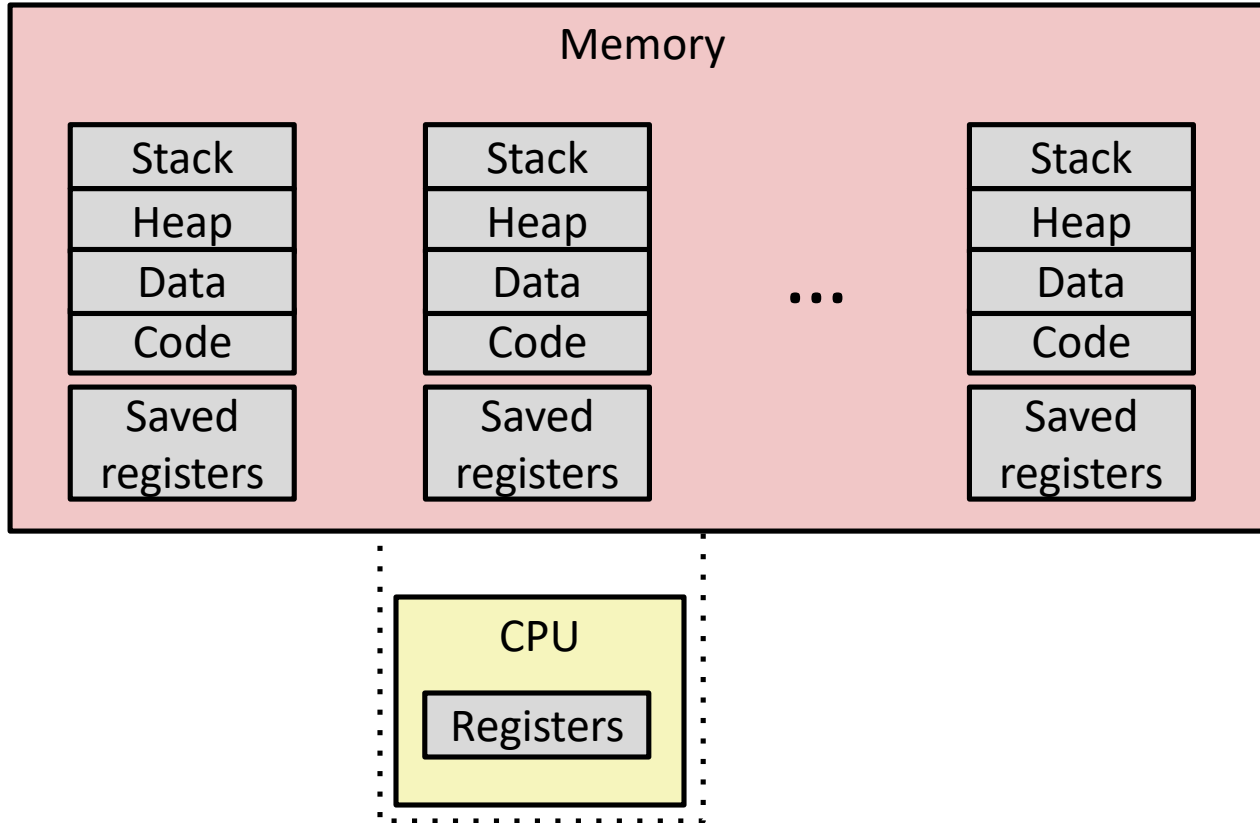 Memory
Stack
Heap
Data
Code
Saved
registers
Stack
Heap
Data
Code
Saved
registers
...
Stack
Heap
Data
Code
Saved
registers
CPU
Registers